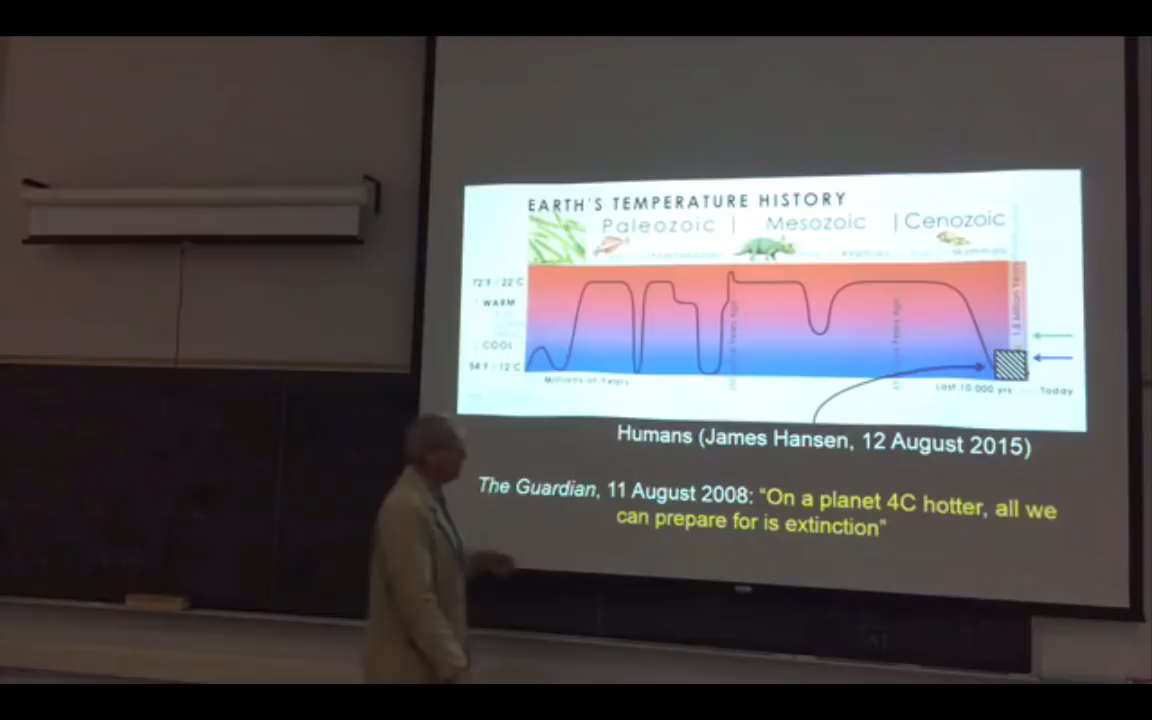 EARTH'S TEMPERATURE HISTORY
Paleozoic | Mesozoic | Cenozoic
72°F / 22°C
WARM
COOL
54°F / 12°C
Millions of Years
Last 10 000 yrs
Today
Humans (James Hansen, 12 August 2015)
The Guardian, 11 August 2008: "On a planet 4C hotter, all we
can prepare for is extinction"